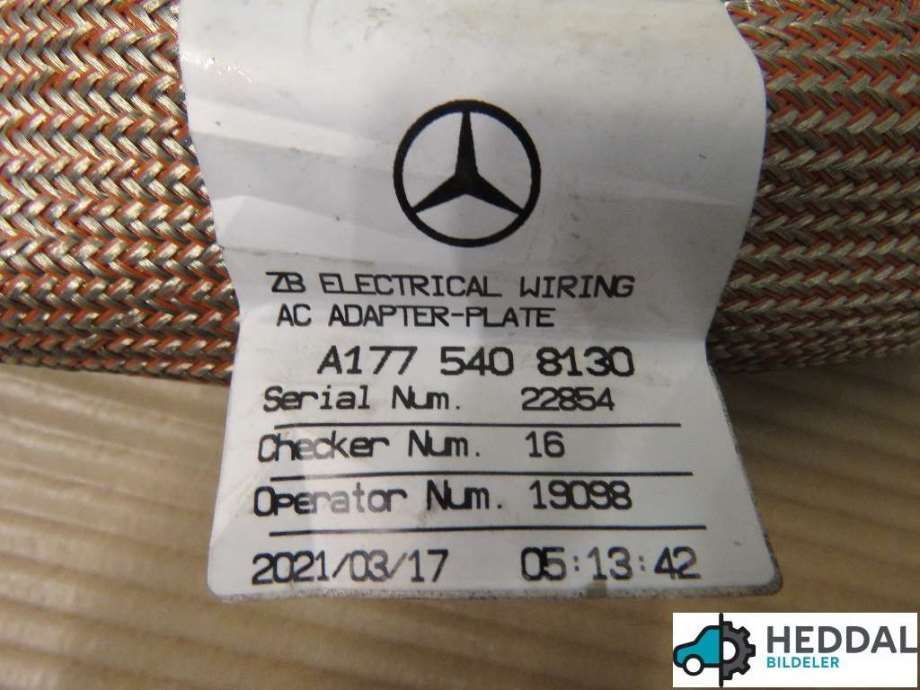 ZB ELECTRICAL WIRING
AC ADAPTER-PLATE
A177 540 8130
Serial Num. 22854
Checker Num. 16
Operator Num. 19098
2021/03/17 05:13:42
HEDDAL
BILDELER